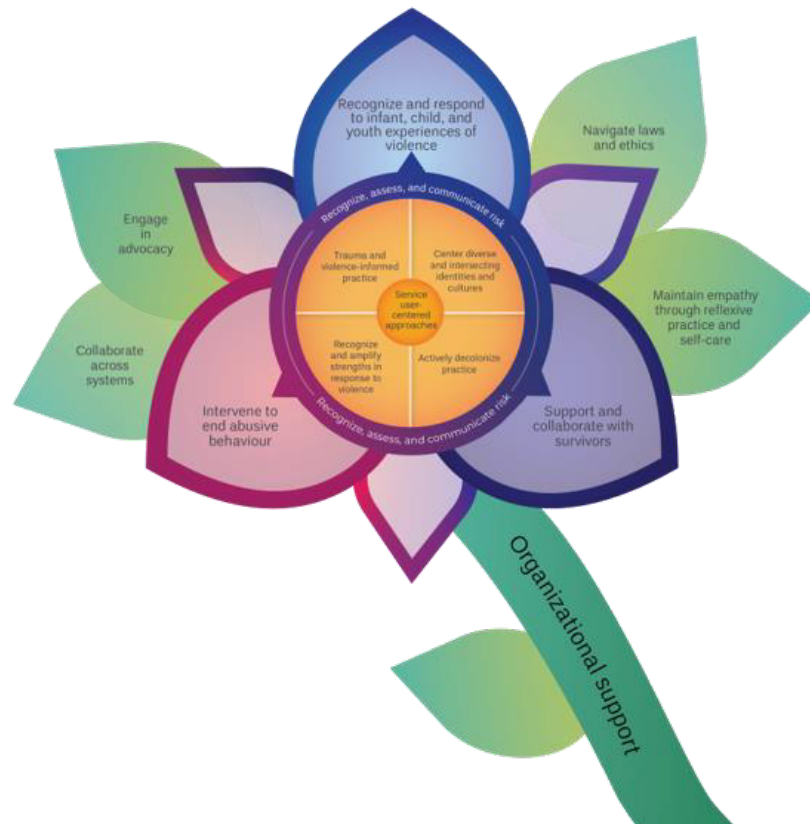 Recognize and respond
to infant, child, and
youth experiences of
violence
Navigate laws
and ethics
Engage
in
advocacy
Recognize, assess, and communicate risk
Trauma and
violence-informed
practice
Center diverse
and intersecting
identities and
cultures
Service
user-
centered
approaches
Maintain empathy
through reflexive
practice and
self-care
Collaborate
across
systems
Recognize
and amplify
strengths in
response to
violence
Actively decolonize
practice
Intervene to
end abusive
behaviour
Support and
collaborate with
survivors
Recognize, assess, and communicate risk
Organizational support